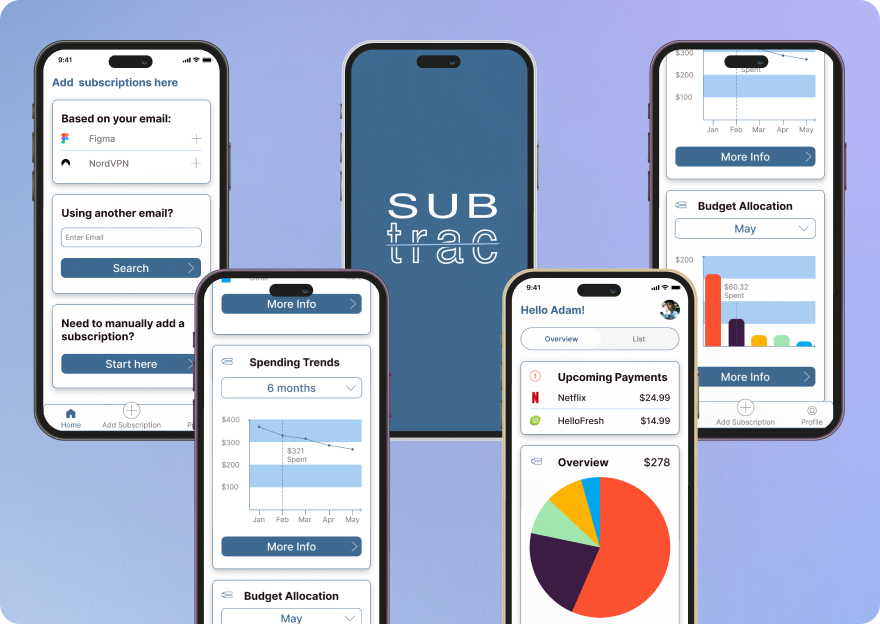 9:41
Add subscriptions here
Based on your email:
Figma
NordVPN
Using another email?
Enter Email
Search
Need to manually add a
subscription?
Start here
Home
Add Subscription
SUB
trac
$300
$200
$100
Spent
Jan Feb Mar Apr May
More Info
Budget Allocation
May
$200
$60.32
Spent
More Info
Add Subscription
Profile
More Info
Spending Trends
6 months
$400
$300
$200
$100
$321
Spent
Jan Feb Mar Apr May
More Info
Budget Allocation
May
9:41
Hello Adam!
Overview List
Upcoming Payments
Netflix $24.99
HelloFresh $14.99
Overview $278